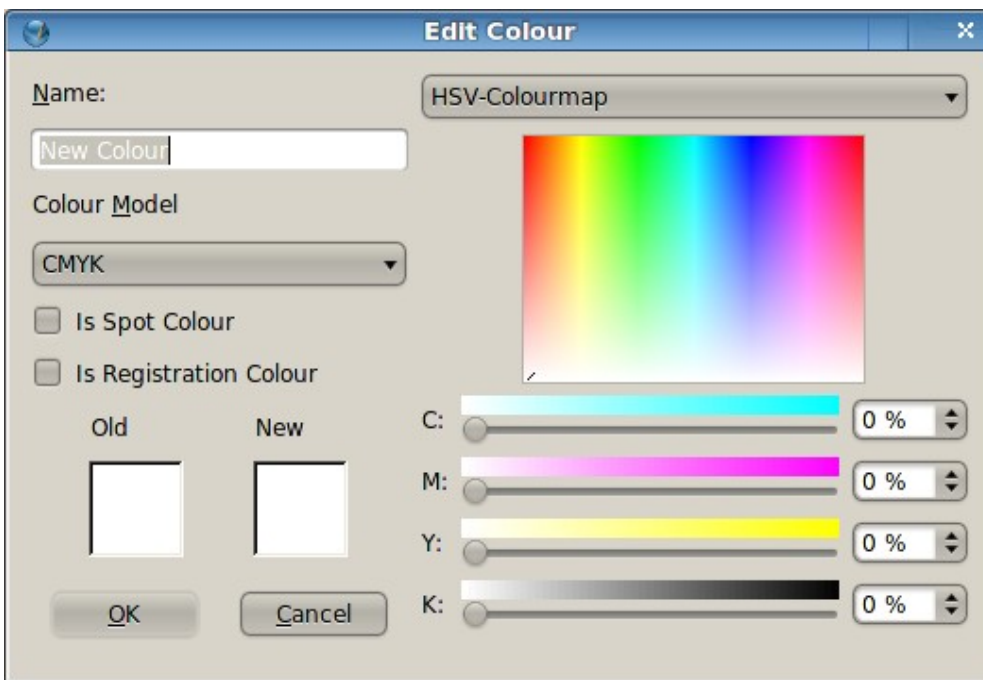 Edit Colour
Name:
New Colour
Colour Model
CMYK
Is Spot Colour
Is Registration Colour
Old New
OK Cancel
HSV-Colourmap
C: 0 %
M: 0 %
Y: 0 %
K: 0 %